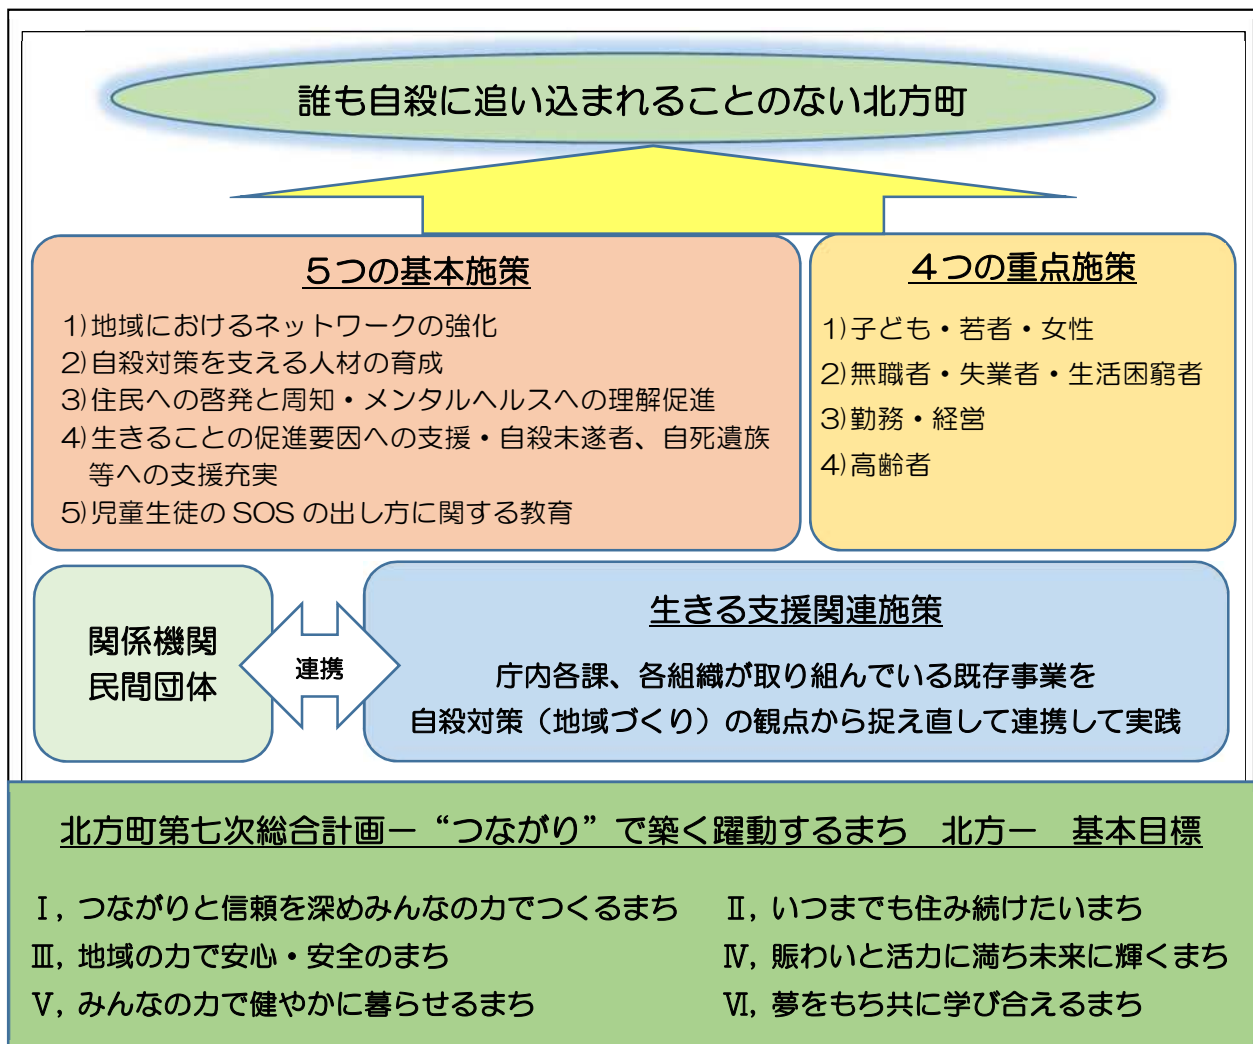 誰も自殺に追い込まれることのない北方町
５つの基本施策
1)地域におけるネットワークの強化
2)自殺対策を支える人材の育成
3)住民への啓発と周知・メンタルヘルスへの理解促進
4)生きることの促進要因への支援・自殺未遂者、自死遺族
等への支援充実
5)児童生徒の SOS の出し方に関する教育
４つの重点施策
1)子ども・若者・女性
2)無職者・失業者・生活困窮者
3)勤務・経営
4)高齢者
関係機関
民間団体
連携
生きる支援関連施策
庁内各課、各組織が取り組んでいる既存事業を
自殺対策（地域づくり）の観点から捉え直して連携して実践
北方町第七次総合計画－“つながり”で築く躍動するまち　北方－　基本目標
Ⅰ, つながりと信頼を深めみんなの力でつくるまち
Ⅱ, いつまでも住み続けたいまち
Ⅲ, 地域の力で安心・安全のまち
Ⅳ, 賑わいと活力に満ち未来に輝くまち
Ⅴ, みんなの力で健やかに暮らせるまち
Ⅵ, 夢をもち共に学び合えるまち